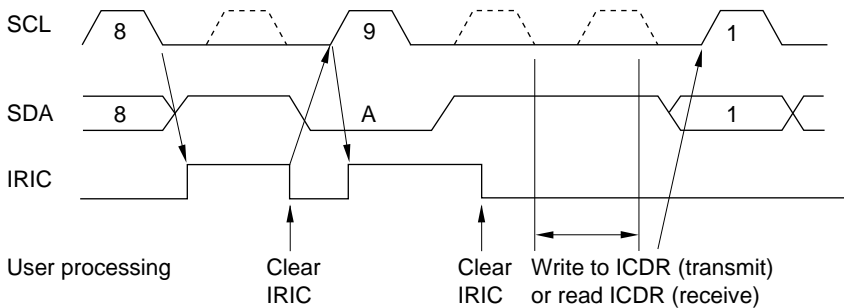 SCL 8 9 1
SDA 8 A 1
IRIC
User processing Clear Clear Write to ICDR (transmit)
IRIC IRIC or read ICDR (receive)